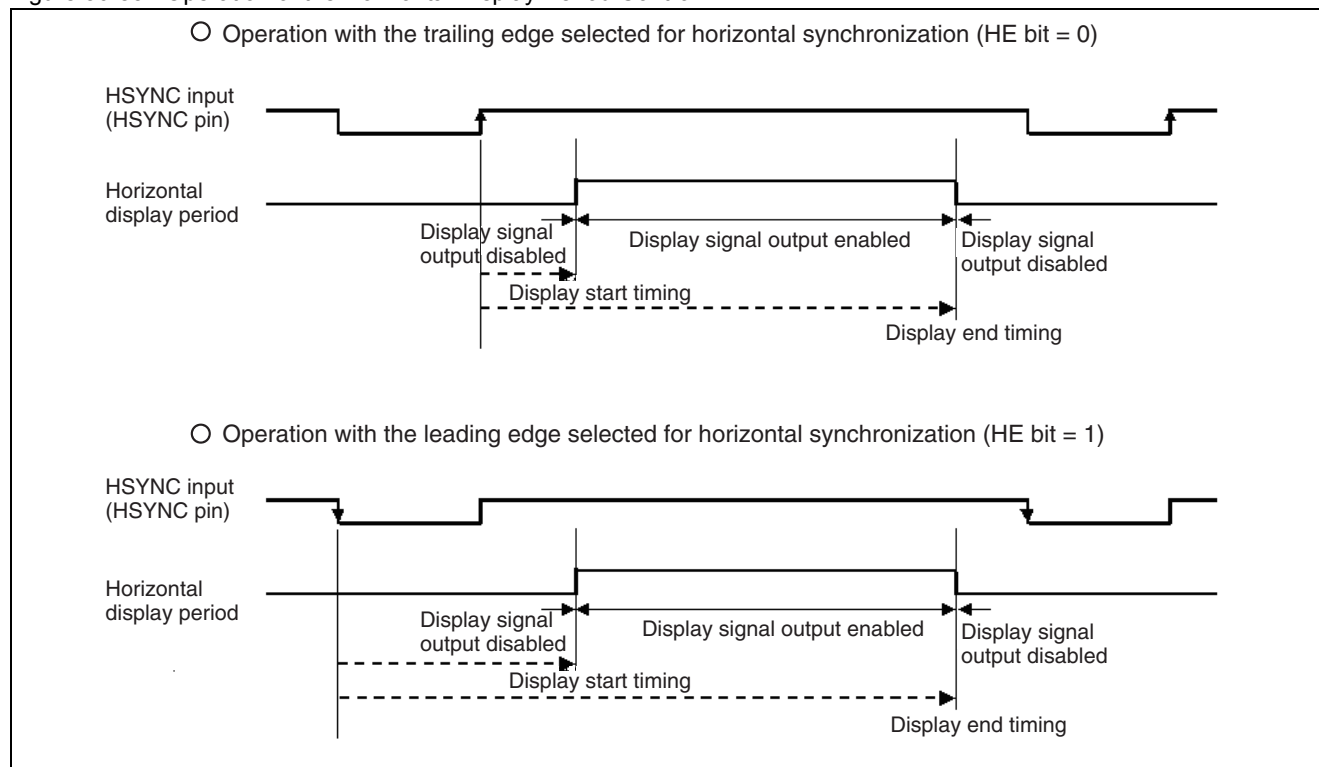 ○ Operation with the trailing edge selected for horizontal synchronization (HE bit = 0)
HSYNC input
(HSYNC pin)
Horizontal
display period
Display signal
output disabled
Display signal output enabled
Display signal
output disabled
Display start timing
Display end timing
○ Operation with the leading edge selected for horizontal synchronization (HE bit = 1)
HSYNC input
(HSYNC pin)
Horizontal
display period
Display signal
output disabled
Display signal output enabled
Display signal
output disabled
Display start timing
Display end timing